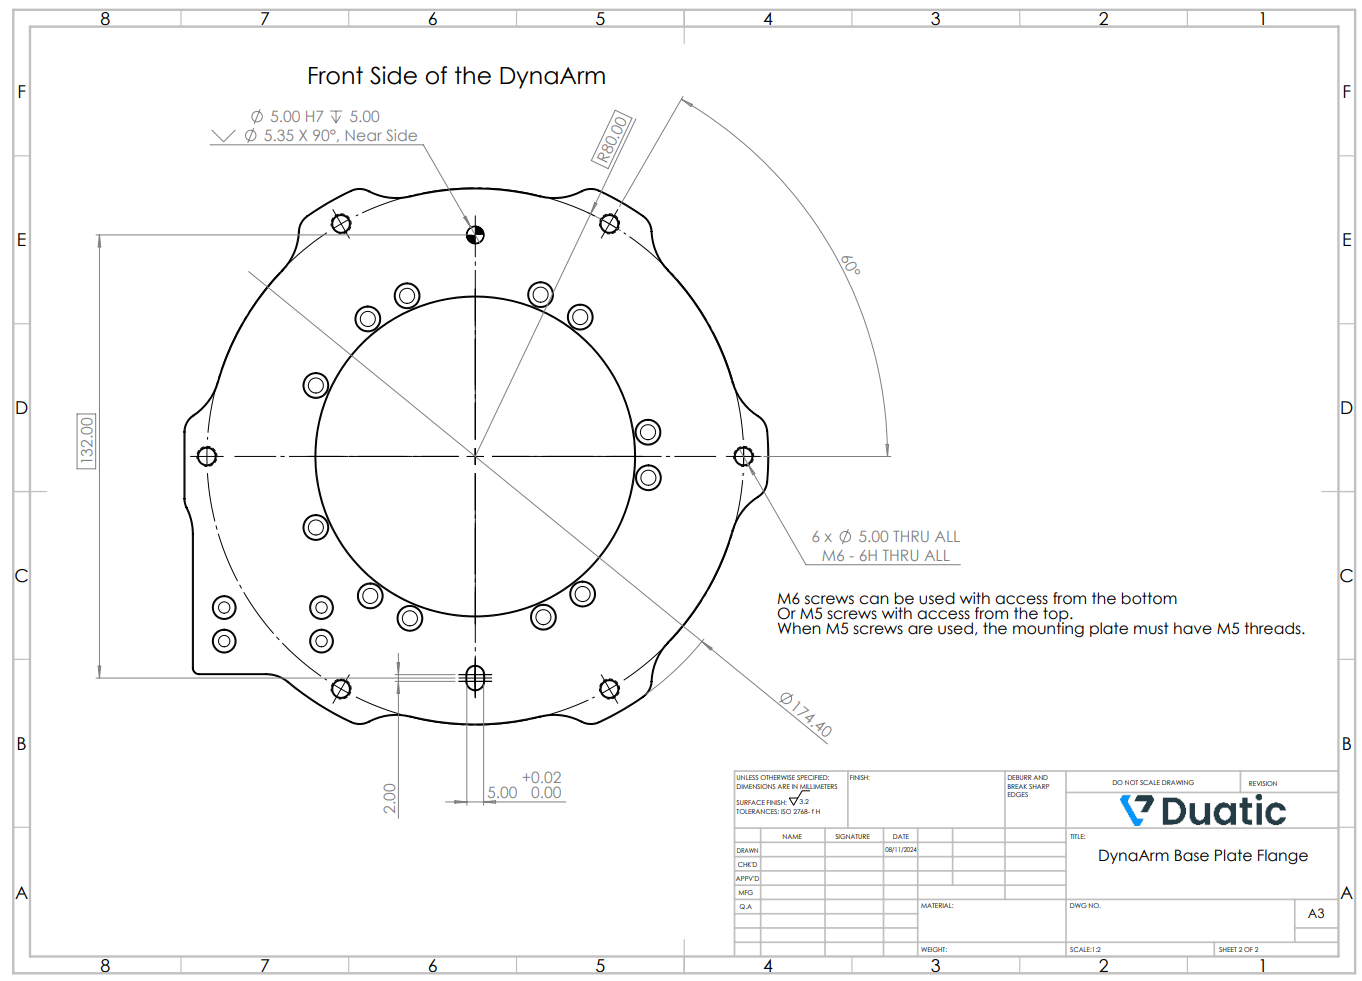 8 7 6 5 4 3 2 1
F F
Front Side of the DynaArm
⌀ 5.00 H7 ↧ 5.00
⌵ ⌀ 5.35 X 90°, Near Side
R80.00
E E
60°
D D
132.00
6 x ⌀ 5.00 THRU ALL
M6 - 6H THRU ALL
C C
M6 screws can be used with access from the bottom
Or M5 screws with access from the top.
When M5 screws are used, the mounting plate must have M5 threads.
⌀174.40
B B
2.00
+0.02
5.00 0.00
UNLESS OTHERWISE SPECIFIED:
DIMENSIONS ARE IN MILLIMETERS
SURFACE FINISH: 3.2
TOLERANCES: ISO 2768- f H
FINISH:
DEBURR AND
BREAK SHARP
EDGES
DO NOT SCALE DRAWING
REVISION
Duatic
NAME SIGNATURE DATE
DRAWN 08/11/2024
CHK'D
APPV'D
MFG
Q.A
TITLE:
DynaArm Base Plate Flange
A A
MATERIAL:
DWG NO.
A3
WEIGHT:
SCALE:1:2
SHEET 2 OF 2
8 7 6 5 4 3 2 1